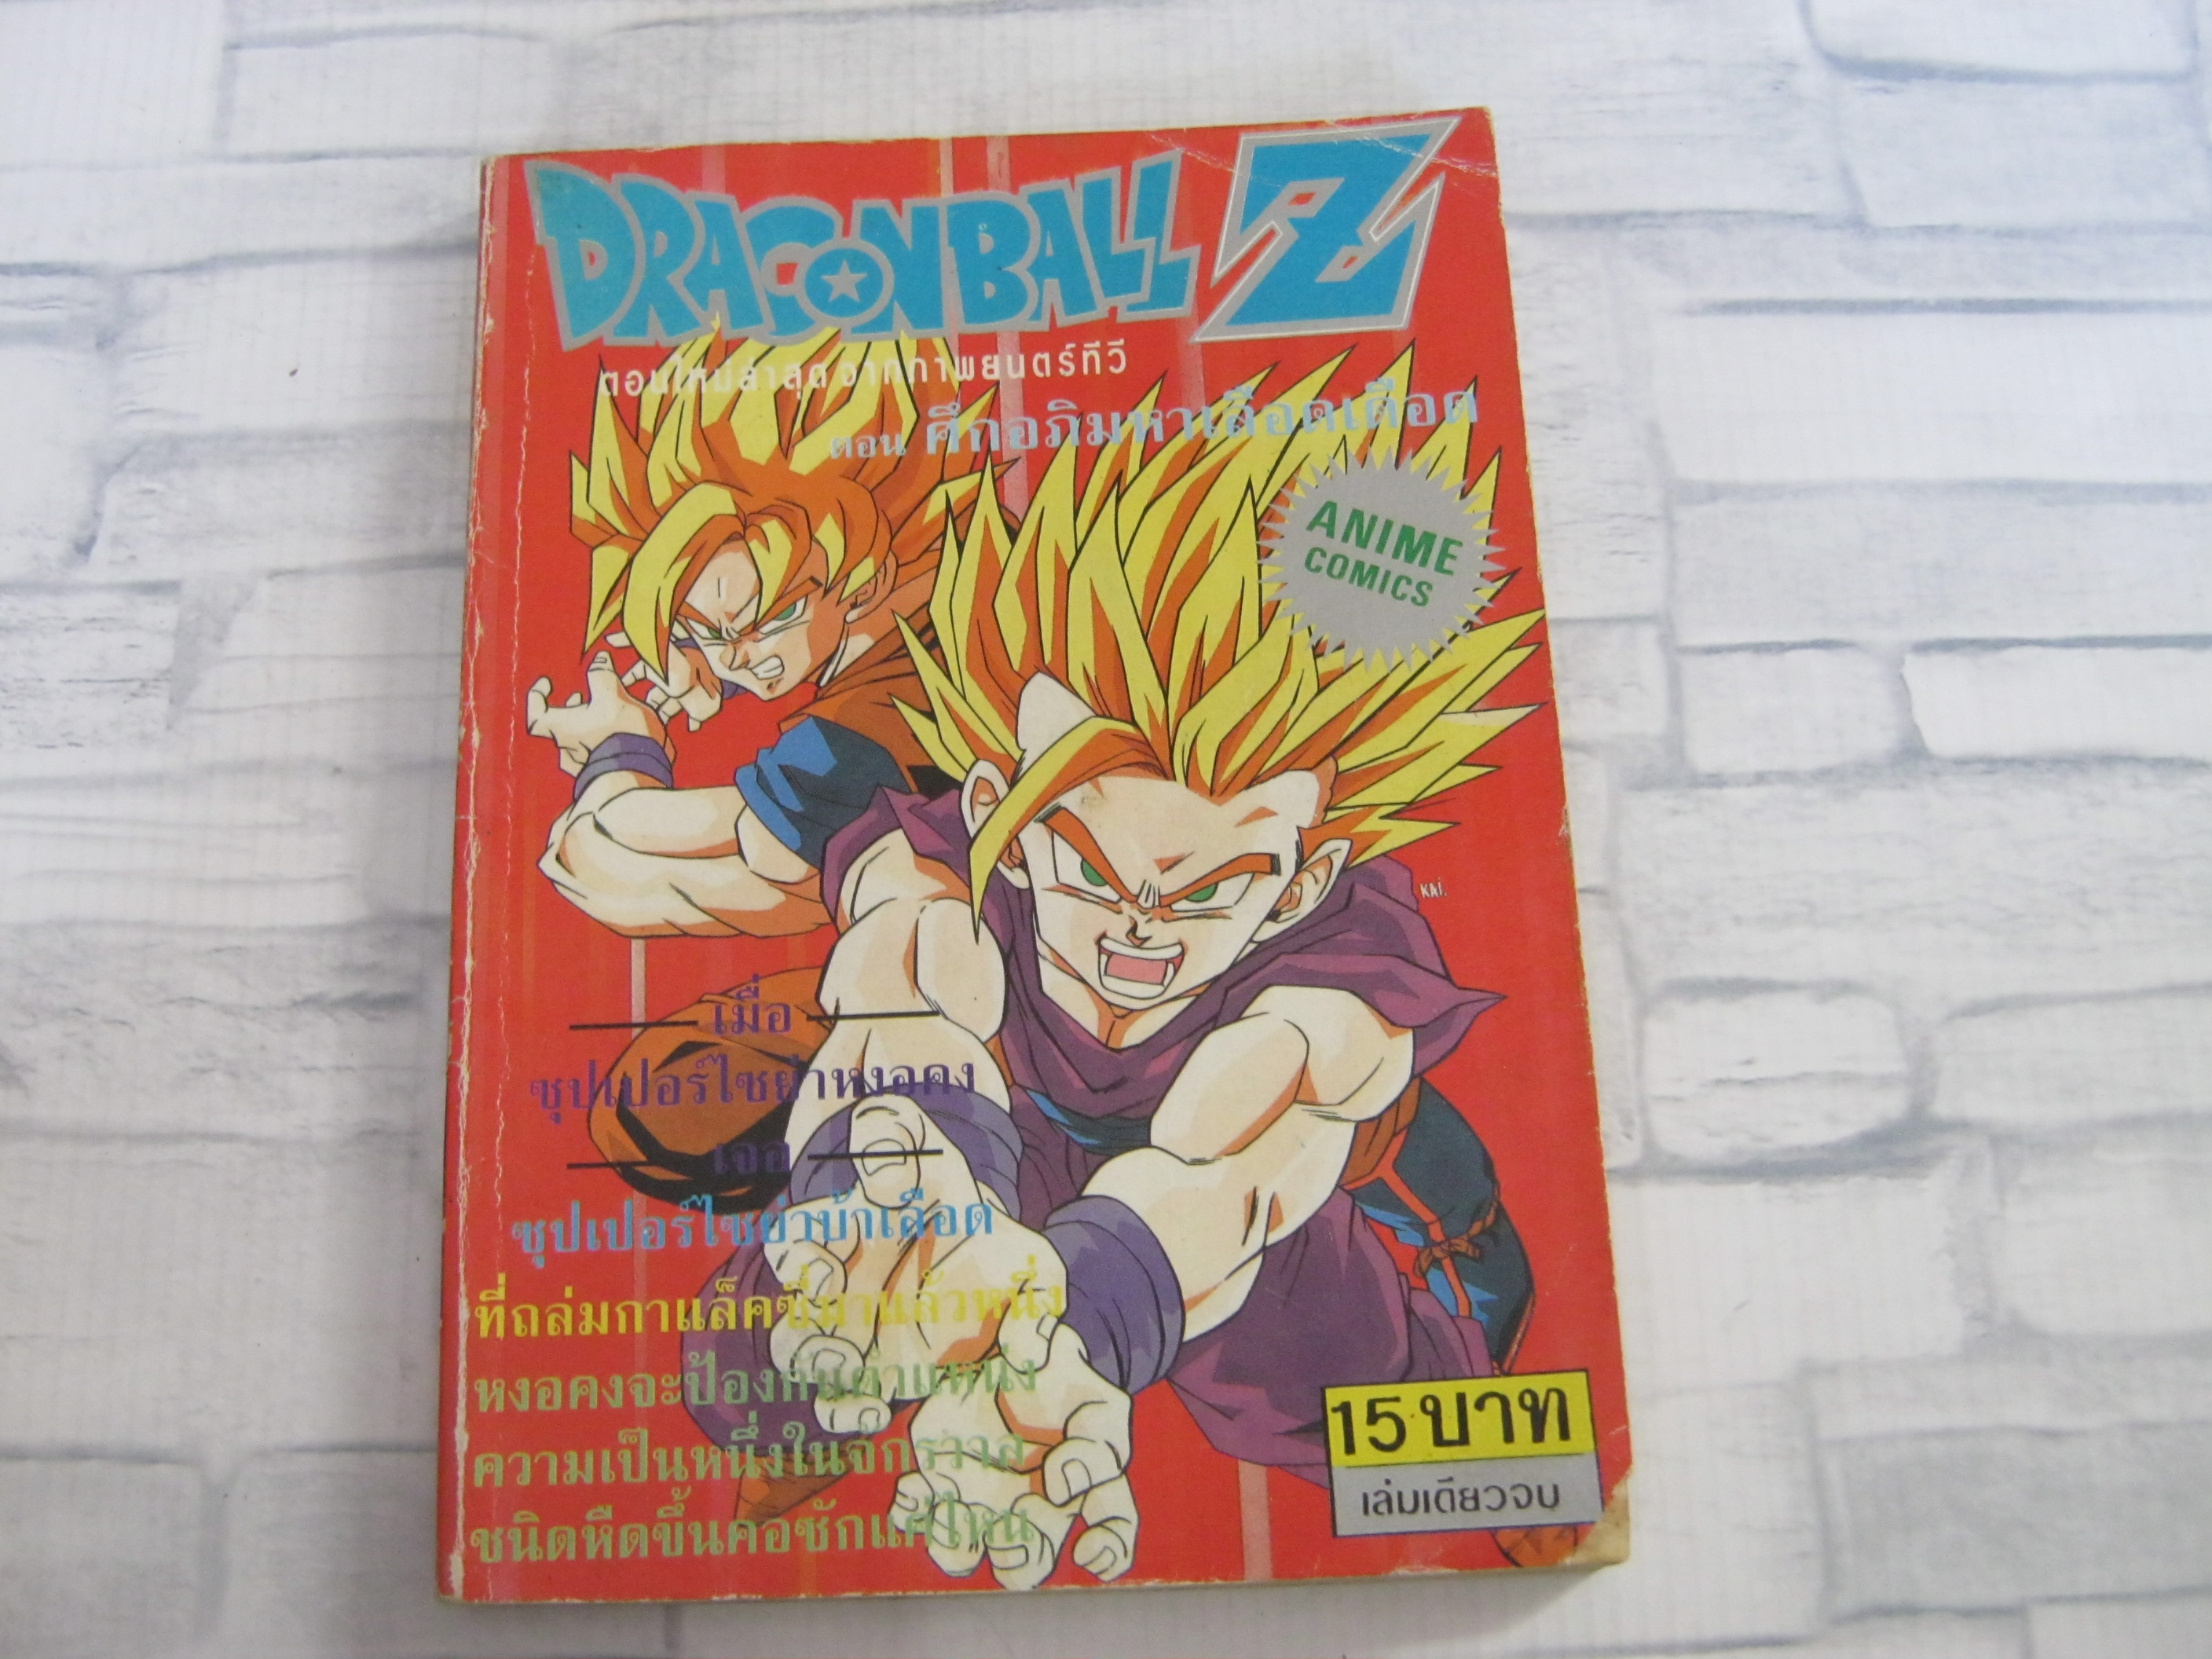 DRAGONBALL Z
ตอนใหม่ล่าสุด จากภาพยนตร์ทีวี
ตอน ศึกอภิมหาเลือดเดือด
ANIME
COMICS
KAI.
เมื่อ
ซุปเปอร์ไซย่าหงอคง
เจอ
ซุปเปอร์ไซย่าบ้าเลือด
ที่ถล่มกาแล็คซี่มาแล้วหนึ่ง
หงอคงจะป้องกันตำแหน่ง
ความเป็นหนึ่งในจักรวาล
ชนิดหืดขึ้นคอซักแค่ไหน
15 บาท
เล่มเดียวจบ